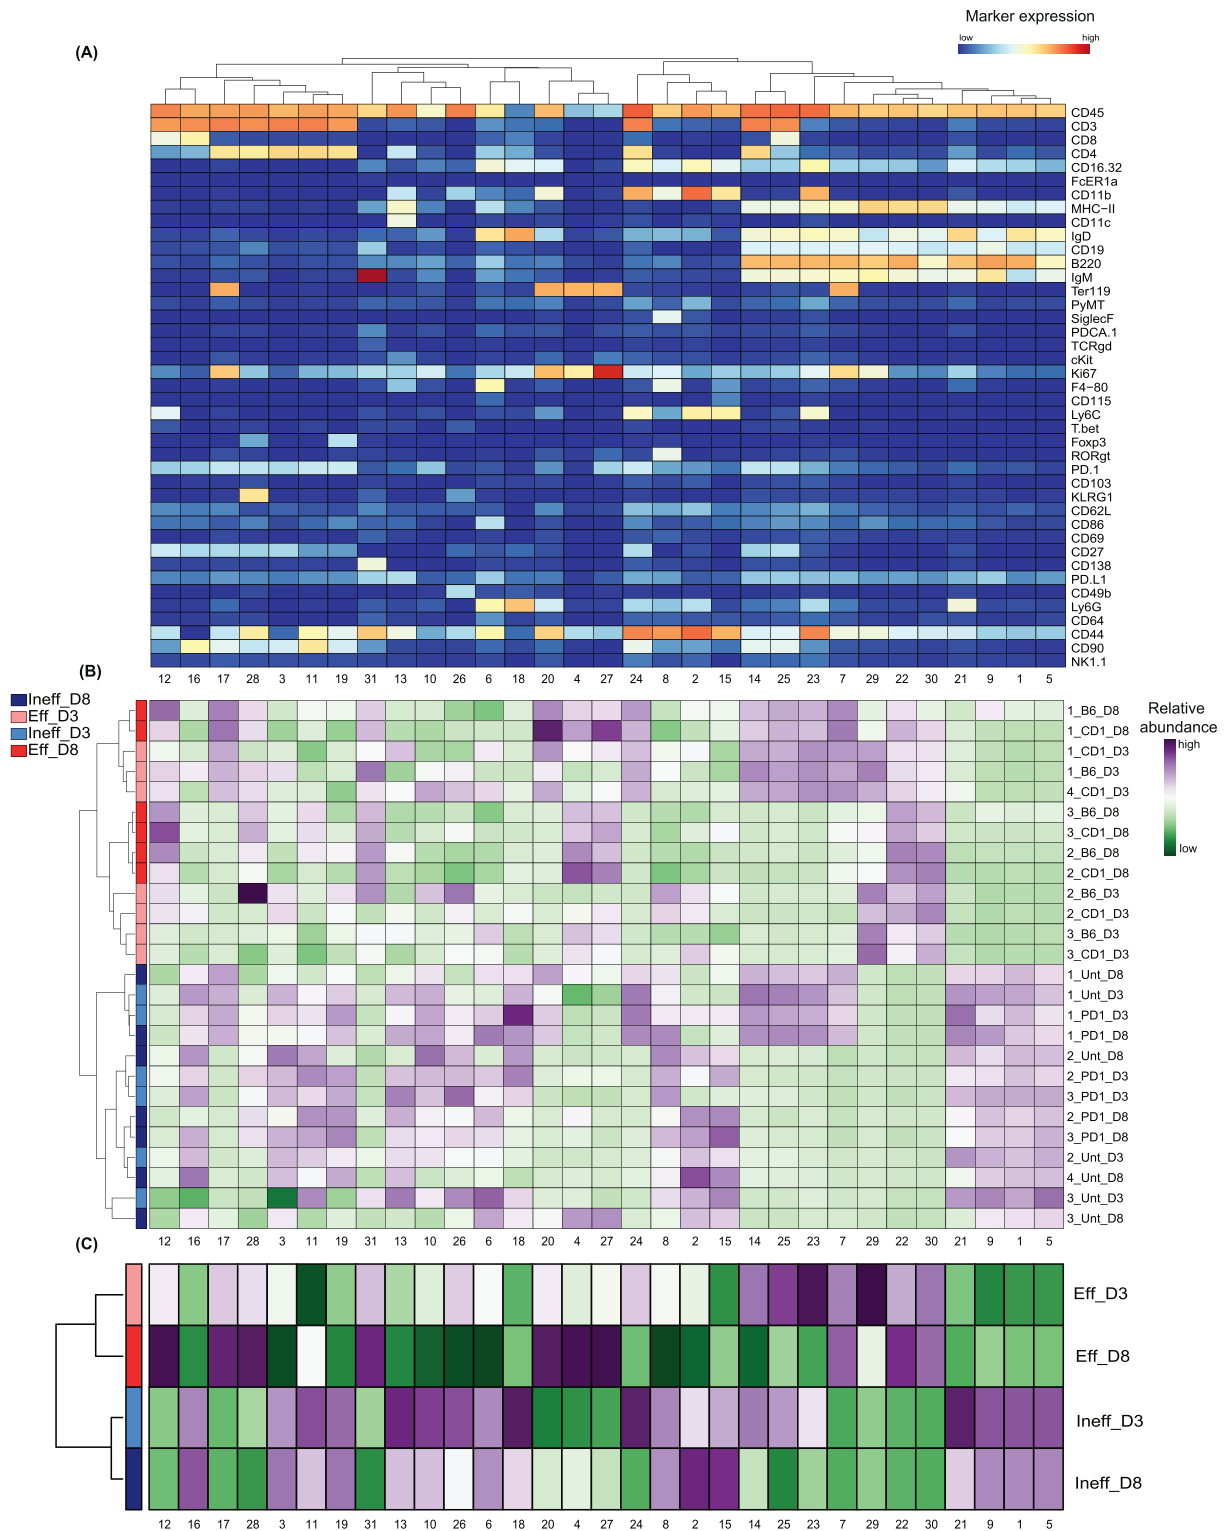 Marker expression
low high
(A)
CD45
CD3
CD8
CD4
CD16.32
FcER1a
CD11b
MHC−II
CD11c
IgD
CD19
B220
IgM
Ter119
PyMT
SiglecF
PDCA.1
TCRgd
cKit
Ki67
F4−80
CD115
Ly6C
T.bet
Foxp3
RORgt
PD.1
CD103
KLRG1
CD62L
CD86
CD69
CD27
CD138
PD.L1
CD49b
Ly6G
CD64
CD44
CD90
NK1.1
12 16 17 28 3 11 19 31 13 10 26 6 18 20 4 27 24 8 2 15 14 25 23 7 29 22 30 21 9 1 5
(B)
Ineff_D8
Eff_D3
Ineff_D3
Eff_D8
Relative
abundance
high
low
1_B6_D8
1_CD1_D8
1_CD1_D3
1_B6_D3
4_CD1_D3
3_B6_D8
3_CD1_D8
2_B6_D8
2_CD1_D8
2_B6_D3
2_CD1_D3
3_B6_D3
3_CD1_D3
1_Unt_D8
1_Unt_D3
1_PD1_D3
1_PD1_D8
2_Unt_D8
2_PD1_D3
3_PD1_D3
2_PD1_D8
3_PD1_D8
2_Unt_D3
4_Unt_D8
3_Unt_D3
3_Unt_D8
12 16 17 28 3 11 19 31 13 10 26 6 18 20 4 27 24 8 2 15 14 25 23 7 29 22 30 21 9 1 5
(C)
Eff_D3
Eff_D8
Ineff_D3
Ineff_D8
12 16 17 28 3 11 19 31 13 10 26 6 18 20 4 27 24 8 2 15 14 25 23 7 29 22 30 21 9 1 5